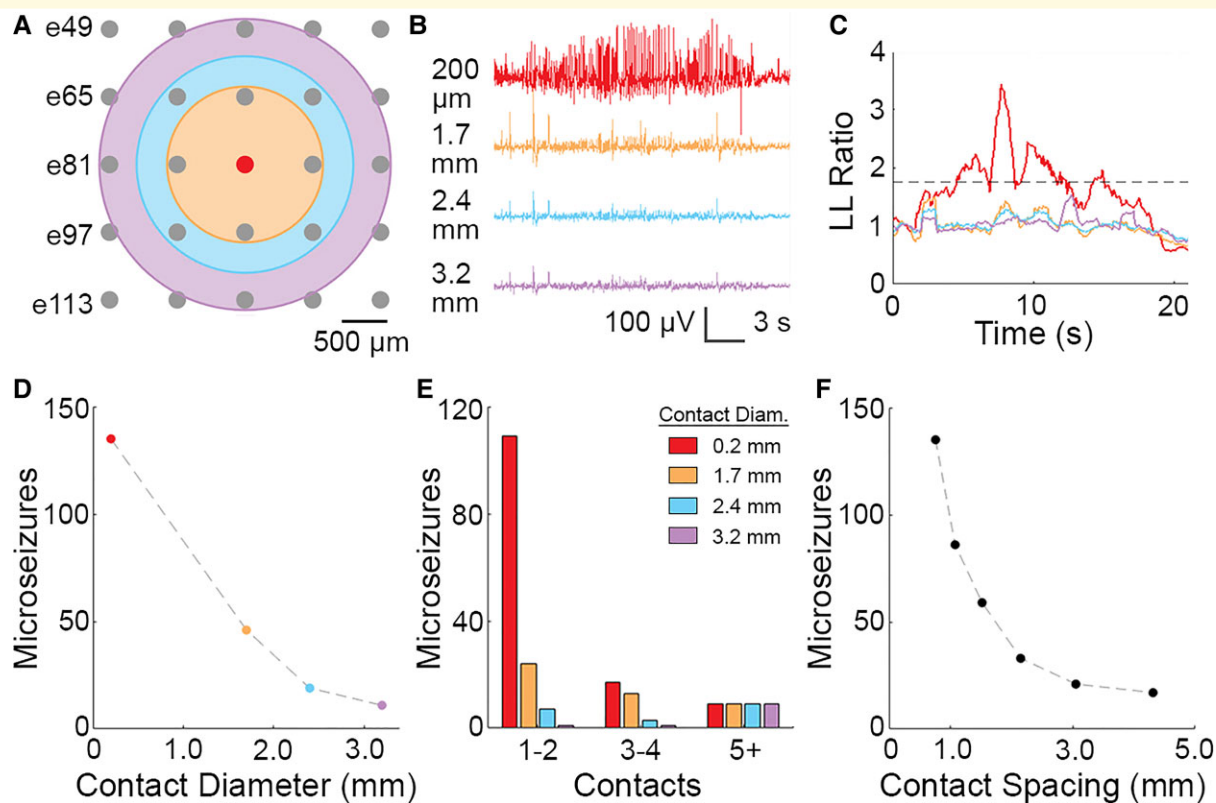 A
e49
e65
e81
e97
e113
500 µm
B
200
µm
1.7
mm
2.4
mm
3.2
mm
100 µV
3 s
C
LL Ratio
4
3
2
1
0
0
10
20
Time (s)
D
Microseizures
150
100
50
0
0
1.0
2.0
3.0
Contact Diameter (mm)
E
Microseizures
120
80
40
0
Contact Diam.
0.2 mm
1.7 mm
2.4 mm
3.2 mm
1-2
3-4
5+
Contacts
F
Microseizures
150
100
50
0
0
1.0
3.0
5.0
Contact Spacing (mm)